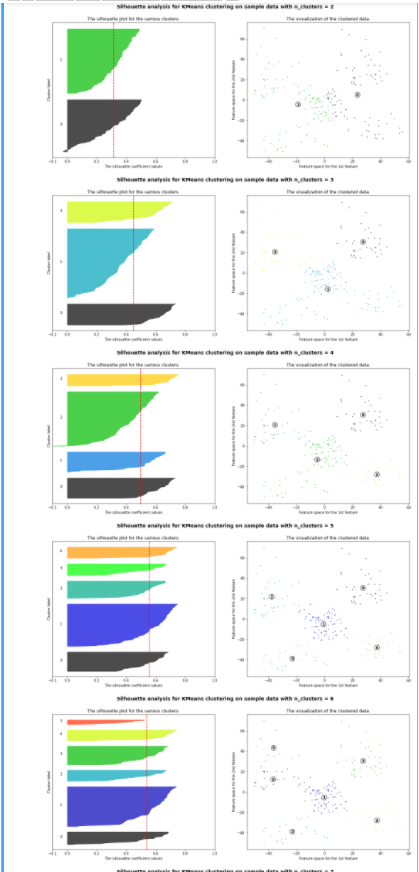 Silhouette analysis for KMeans clustering on sample data with n_clusters = 2
The silhouette plot for the various clusters.
The visualization of the clustered data.
Cluster label
Feature space for the 2nd feature
The silhouette coefficient values
Feature space for the 1st feature
Silhouette analysis for KMeans clustering on sample data with n_clusters = 3
The silhouette plot for the various clusters.
The visualization of the clustered data.
Cluster label
Feature space for the 2nd feature
The silhouette coefficient values
Feature space for the 1st feature
Silhouette analysis for KMeans clustering on sample data with n_clusters = 4
The silhouette plot for the various clusters.
The visualization of the clustered data.
Cluster label
Feature space for the 2nd feature
The silhouette coefficient values
Feature space for the 1st feature
Silhouette analysis for KMeans clustering on sample data with n_clusters = 5
The silhouette plot for the various clusters.
The visualization of the clustered data.
Cluster label
Feature space for the 2nd feature
The silhouette coefficient values
Feature space for the 1st feature
Silhouette analysis for KMeans clustering on sample data with n_clusters = 6
The silhouette plot for the various clusters.
The visualization of the clustered data.
Cluster label
Feature space for the 2nd feature
The silhouette coefficient values
Feature space for the 1st feature
Silhouette analysis for KMeans clustering on sample data with n_clusters = 7